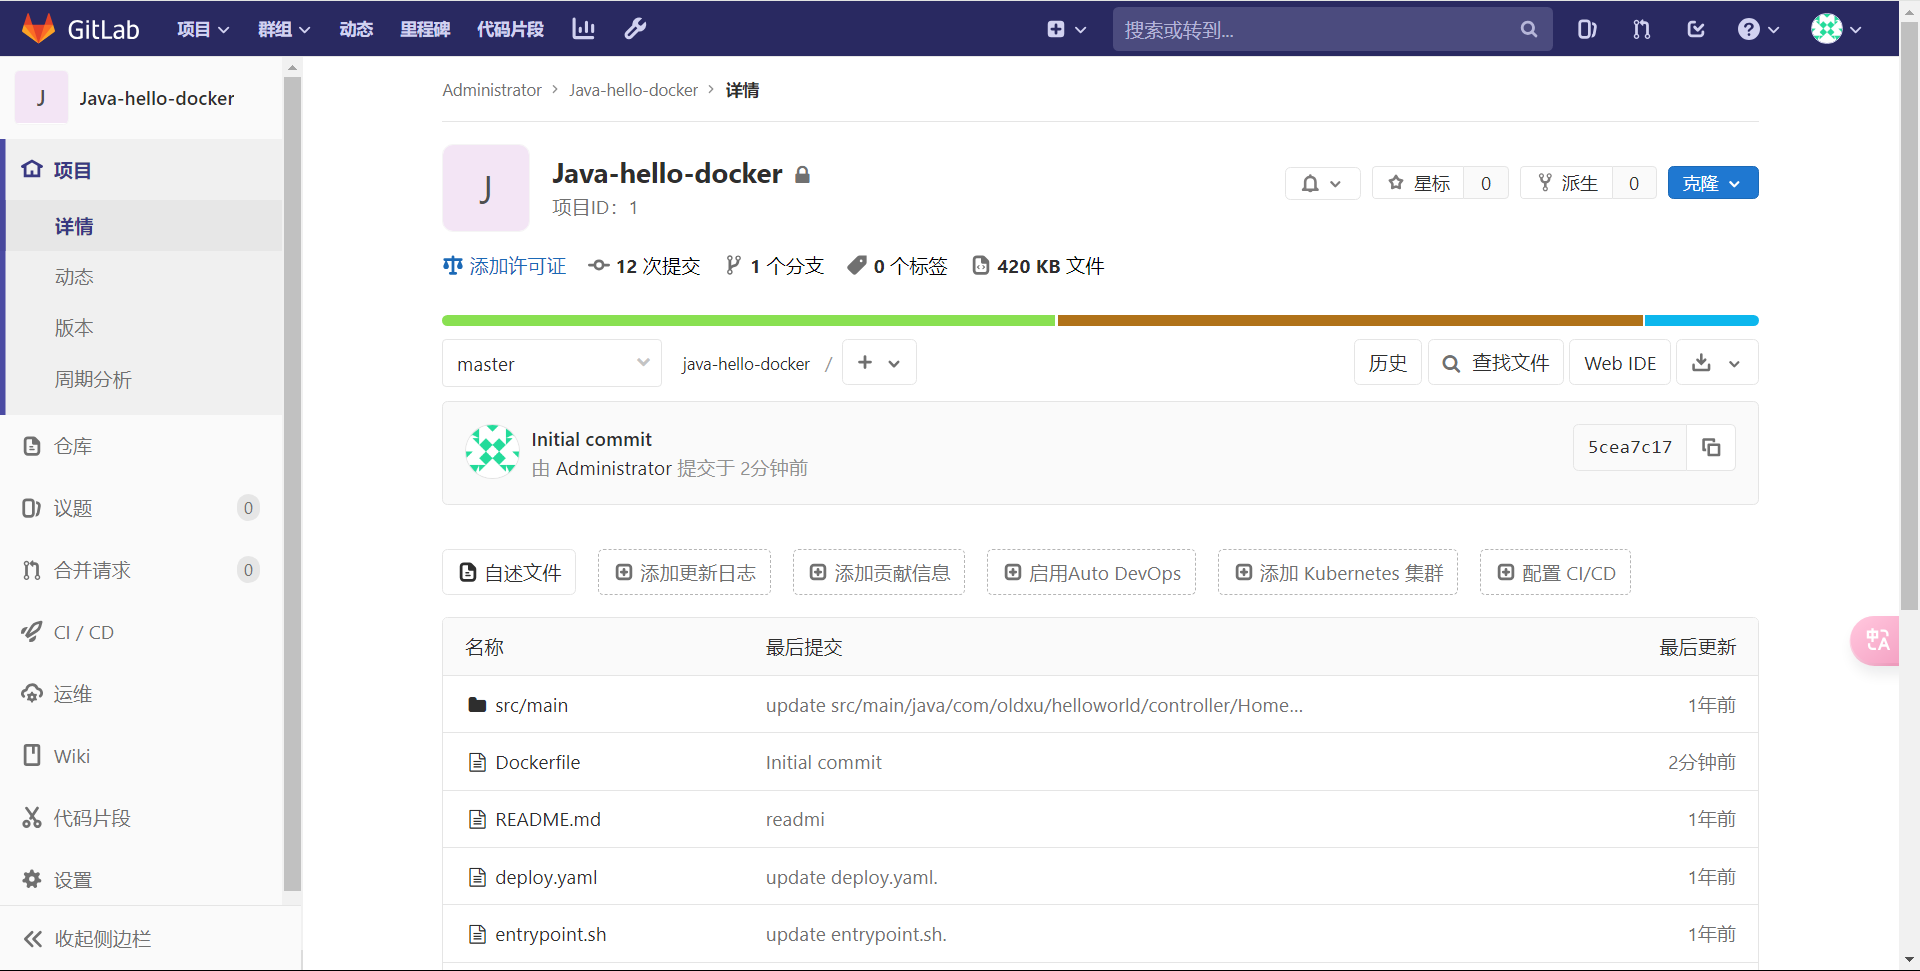 GitLab 项目 群组 动态 里程碑 代码片段 搜索或转到...
J Java-hello-docker
项目
详情
动态
版本
周期分析
仓库
议题 0
合并请求 0
CI / CD
运维
Wiki
代码片段
设置
收起侧边栏
Administrator › Java-hello-docker › 详情
J
Java-hello-docker
项目ID: 1
星标 0 派生 0 克隆
添加许可证 12 次提交 1 个分支 0 个标签 420 KB 文件
master java-hello-docker / + 历史 查找文件 Web IDE
Initial commit
由 Administrator 提交于 2分钟前
5cea7c17
自述文件 添加更新日志 添加贡献信息 启用Auto DevOps 添加 Kubernetes 集群 配置 CI/CD
名称 最后提交 最后更新
src/main update src/main/java/com/oldxu/helloworld/controller/Home... 1年前
Dockerfile Initial commit 2分钟前
README.md readmi 1年前
deploy.yaml update deploy.yaml. 1年前
entrypoint.sh update entrypoint.sh. 1年前
中A